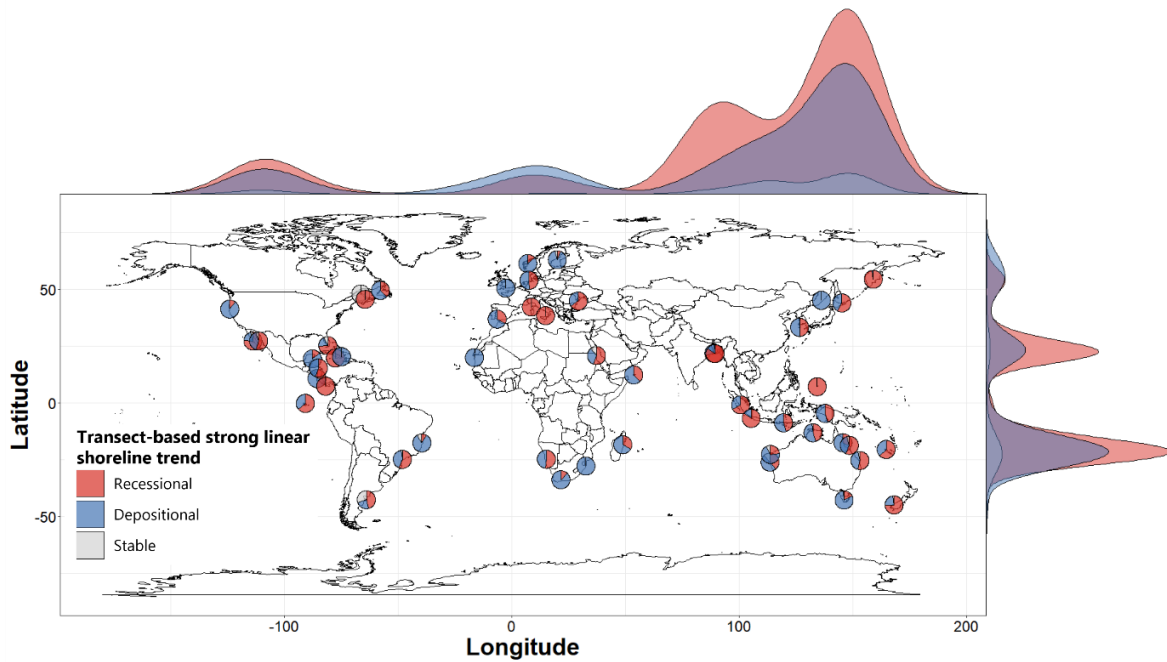 50
0
-50
Latitude
Transect-based strong linear
shoreline trend
Recessional
Depositional
Stable
-100
0
100
200
Longitude